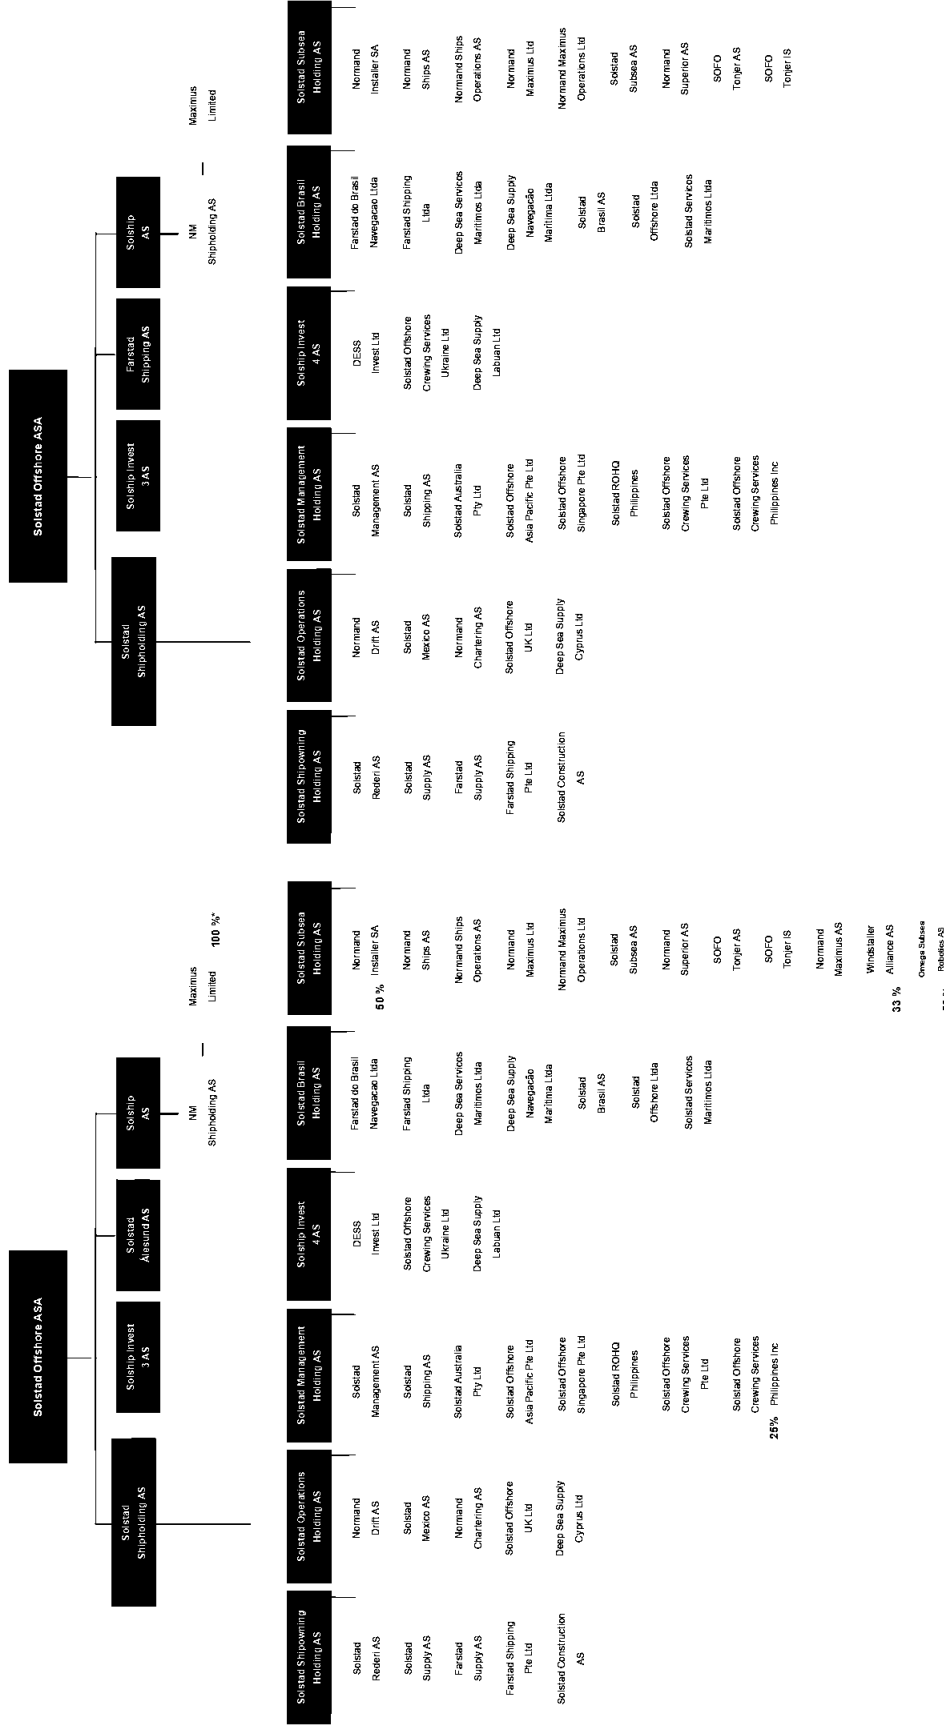 Solstad Offshore ASA
Solstad
Shipholding AS
Solship Invest
3 AS
Solstad
Ålesund AS
Solship
AS
NM
Shipholding AS
Maximus
Limited
100 %*
Solstad Shipowning
Holding AS
Solstad
Rederi AS
Solstad
Supply AS
Farstad
Supply AS
Farstad Shipping
Pte Ltd
Solstad Construction
AS
Solstad Operations
Holding AS
Normand
Drift AS
Solstad
Mexico AS
Normand
Chartering AS
Solstad Offshore
UK Ltd
Deep Sea Supply
Cyprus Ltd
Solstad Management
Holding AS
Solstad
Management AS
Solstad
Shipping AS
Solstad Australia
Pty Ltd
Solstad Offshore
Asia Pacific Pte Ltd
Solstad Offshore
Singapore Pte Ltd
Solstad ROHQ
Philippines
Solstad Offshore
Crewing Services
Pte Ltd
Solstad Offshore
Crewing Services
25% Philippines Inc
Solship Invest
4 AS
DESS
Invest Ltd
Solstad Offshore
Crewing Services
Ukraine Ltd
Deep Sea Supply
Labuan Ltd
Solstad Brasil
Holding AS
Farstad do Brasil
Navegacao Ltda
Farstad Shipping
Ltda
Deep Sea Servicos
Maritimos Ltda
Deep Sea Supply
Navegacão
Marítimia Ltda
Solstad
Brasil AS
Solstad
Offshore Ltda
Solstad Servicos
Maritimos Ltda
Solstad Subsea
Holding AS
Normand
Installer SA
50 %
Normand
Ships AS
Normand Ships
Operations AS
Normand
Maximus Ltd
Normand Maximus
Operations Ltd
Solstad
Subsea AS
Normand
Superior AS
SOFO
Tonjer AS
SOFO
Tonjer IS
Normand
Maximus AS
Windstaller
Alliance AS
33 %
Omega Subsea
Robotics AS
Solstad Offshore ASA
Solstad
Shipholding AS
Solship Invest
3 AS
Farstad
Shipping AS
Solship
AS
NM
Shipholding AS
Maximus
Limited
Solstad Shipowning
Holding AS
Solstad
Rederi AS
Solstad
Supply AS
Farstad
Supply AS
Farstad Shipping
Pte Ltd
Solstad Construction
AS
Solstad Operations
Holding AS
Normand
Drift AS
Solstad
Mexico AS
Normand
Chartering AS
Solstad Offshore
UK Ltd
Deep Sea Supply
Cyprus Ltd
Solstad Management
Holding AS
Solstad
Management AS
Solstad
Shipping AS
Solstad Australia
Pty Ltd
Solstad Offshore
Asia Pacific Pte Ltd
Solstad Offshore
Singapore Pte Ltd
Solstad ROHQ
Philippines
Solstad Offshore
Crewing Services
Pte Ltd
Solstad Offshore
Crewing Services
Philippines Inc
Solship Invest
4 AS
DESS
Invest Ltd
Solstad Offshore
Crewing Services
Ukraine Ltd
Deep Sea Supply
Labuan Ltd
Solstad Brasil
Holding AS
Farstad do Brasil
Navegacao Ltda
Farstad Shipping
Ltda
Deep Sea Servicos
Maritimos Ltda
Deep Sea Supply
Navegacão
Marítimia Ltda
Solstad
Brasil AS
Solstad
Offshore Ltda
Solstad Servicos
Maritimos Ltda
Solstad Subsea
Holding AS
Normand
Installer SA
Normand
Ships AS
Normand Ships
Operations AS
Normand
Maximus Ltd
Normand Maximus
Operations Ltd
Solstad
Subsea AS
Normand
Superior AS
SOFO
Tonjer AS
SOFO
Tonjer IS